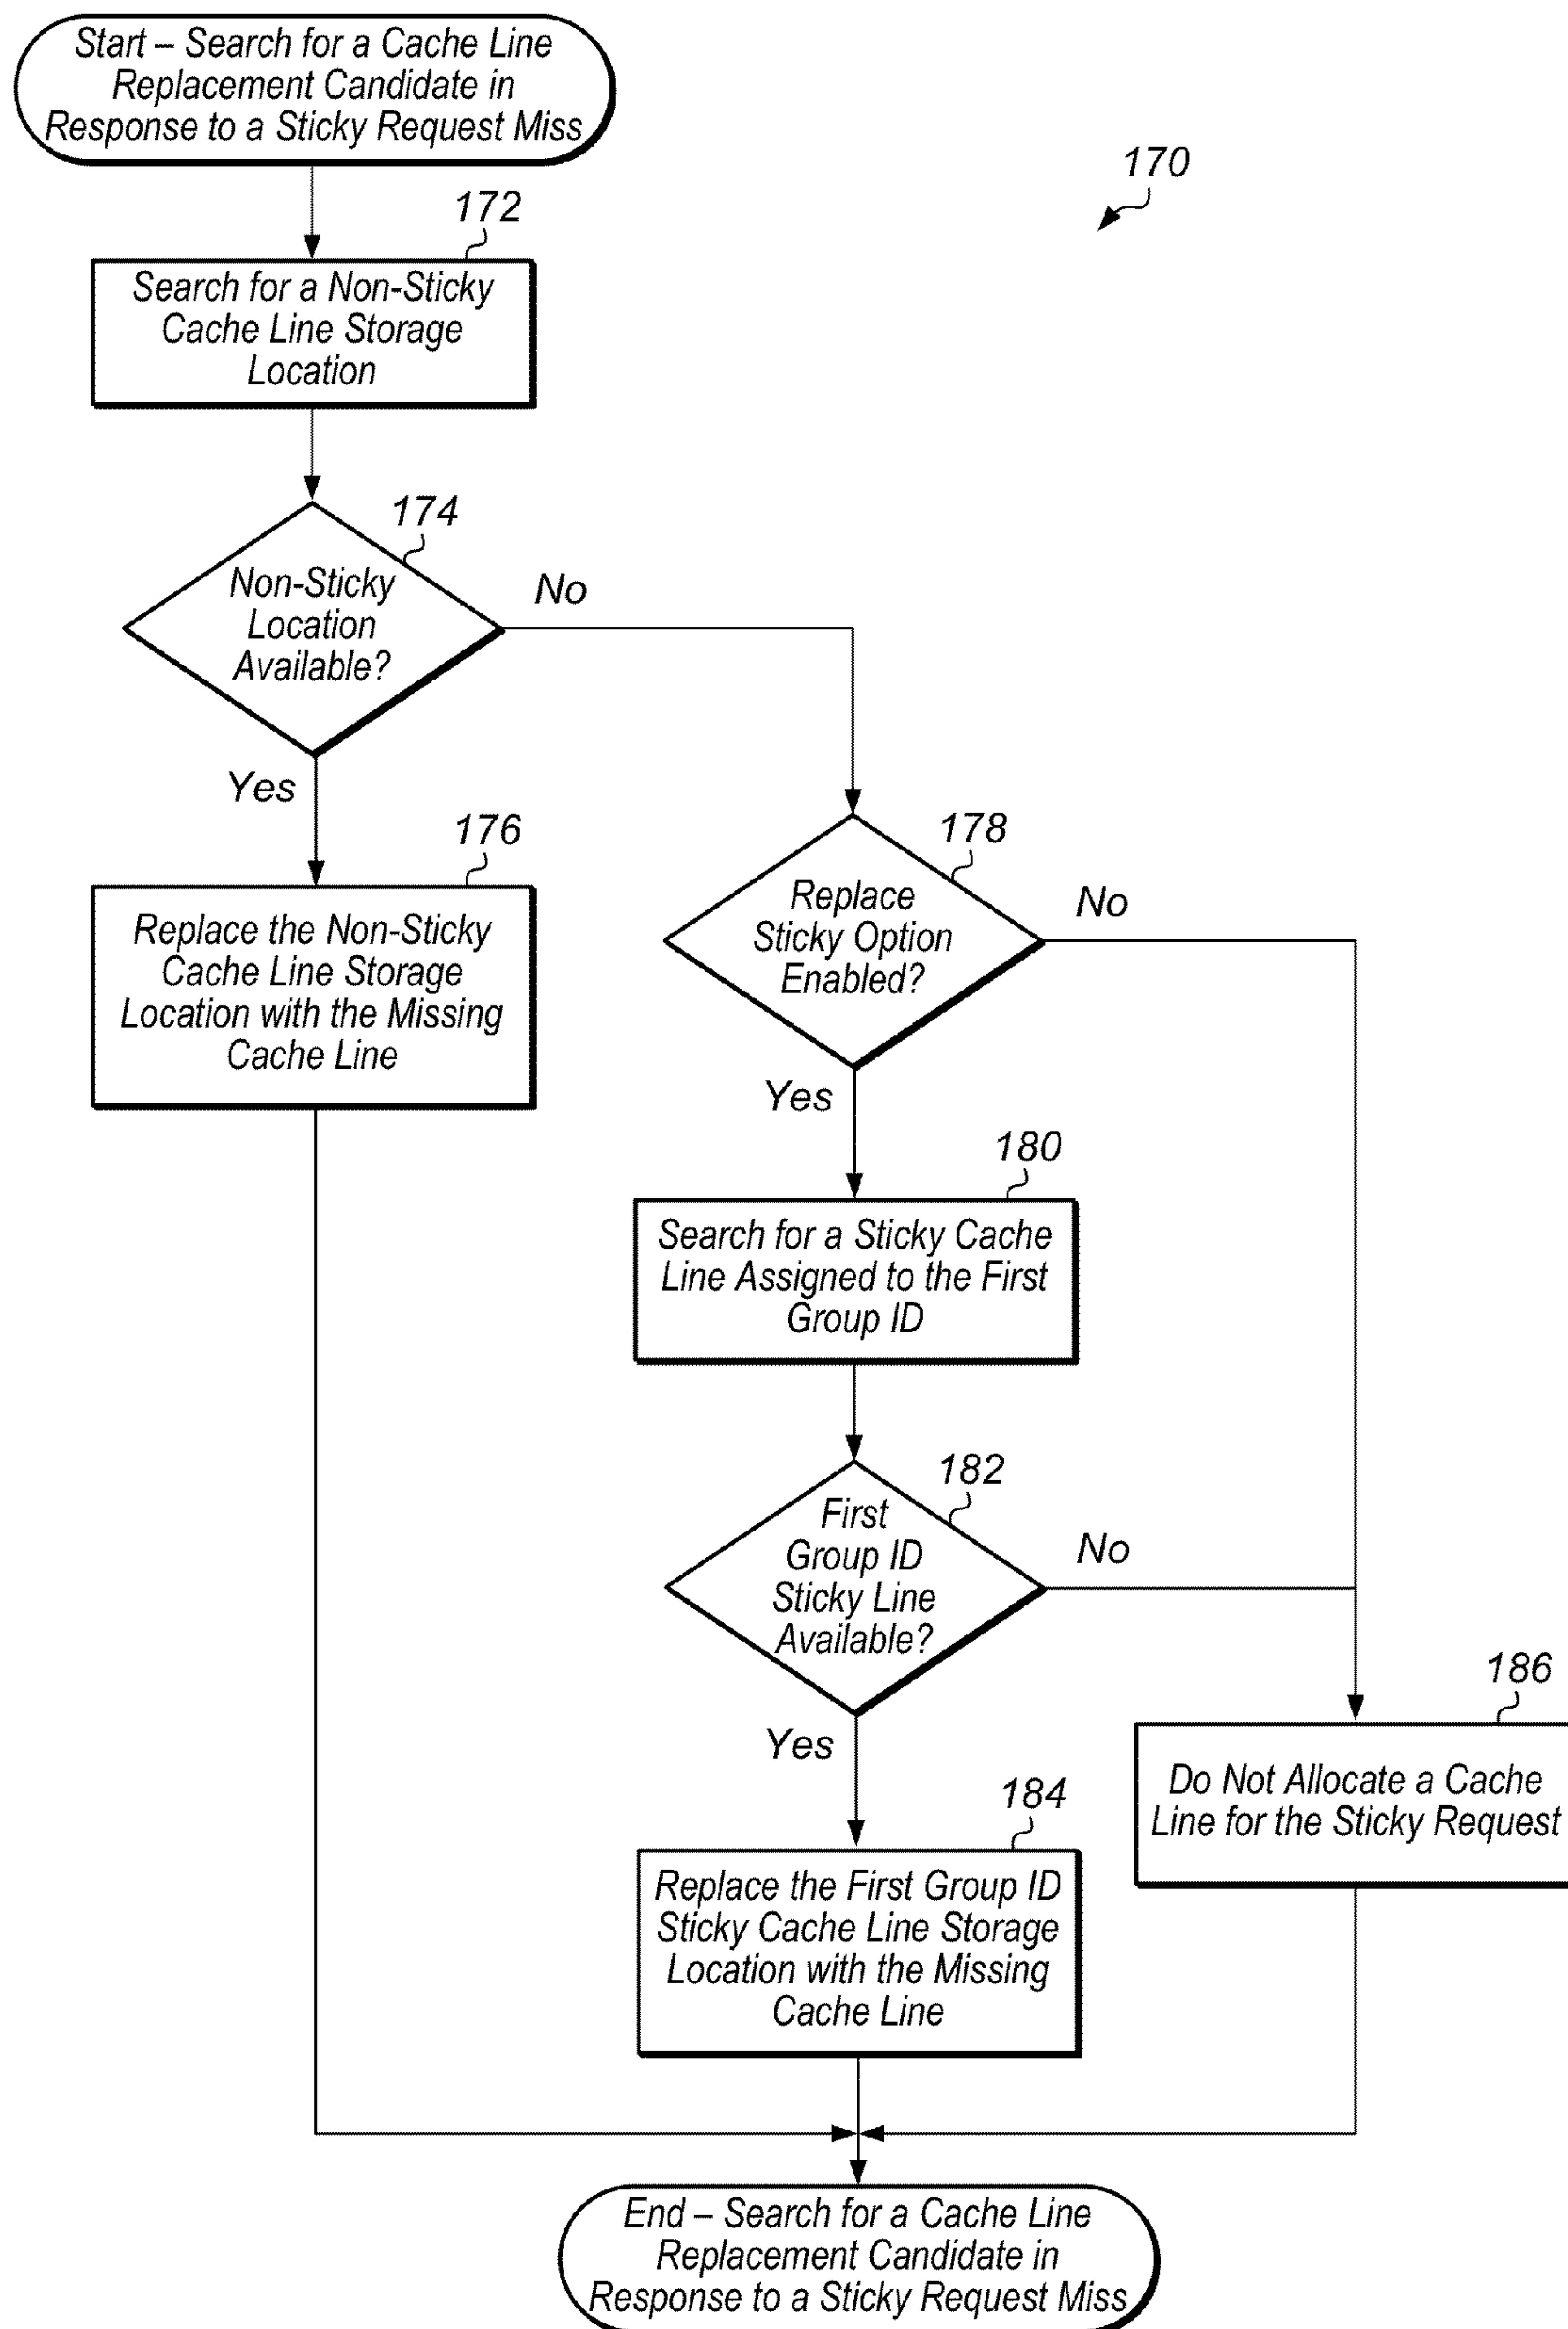 Start – Search for a Cache Line
Replacement Candidate in
Response to a Sticky Request Miss
170
172
Search for a Non-Sticky
Cache Line Storage
Location
174
Non-Sticky
Location
Available?
No
Yes
176
Replace the Non-Sticky
Cache Line Storage
Location with the Missing
Cache Line
178
Replace
Sticky Option
Enabled?
No
Yes
180
Search for a Sticky Cache
Line Assigned to the First
Group ID
182
First
Group ID
Sticky Line
Available?
No
Yes
184
Replace the First Group ID
Sticky Cache Line Storage
Location with the Missing
Cache Line
186
Do Not Allocate a Cache
Line for the Sticky Request
End – Search for a Cache Line
Replacement Candidate in
Response to a Sticky Request Miss